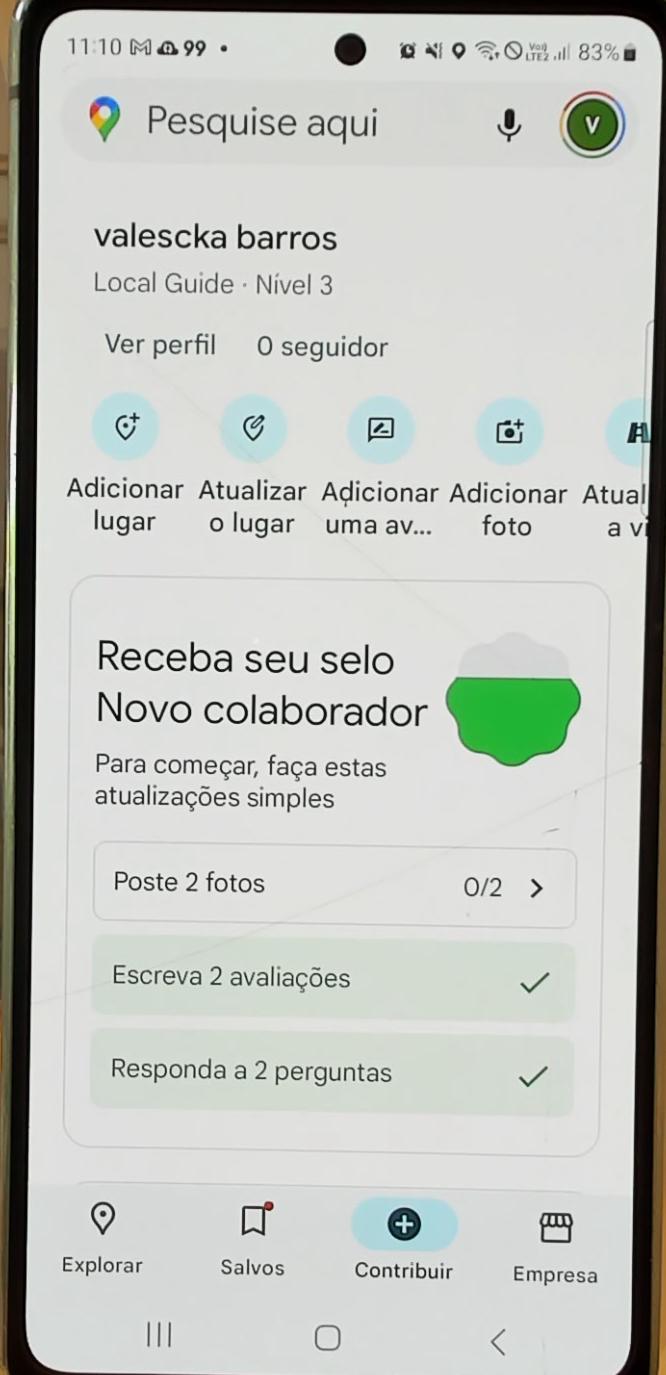 11:10 99 Vo)) LTE2 83%
Pesquise aqui V
valescka barros
Local Guide · Nível 3
Ver perfil 0 seguidor
Adicionar lugar
Atualizar o lugar
Adicionar uma av...
Adicionar foto
Atual a vi
Receba seu selo
Novo colaborador
Para começar, faça estas
atualizações simples
Poste 2 fotos 0/2
Escreva 2 avaliações
Responda a 2 perguntas
Explorar Salvos Contribuir Empresa